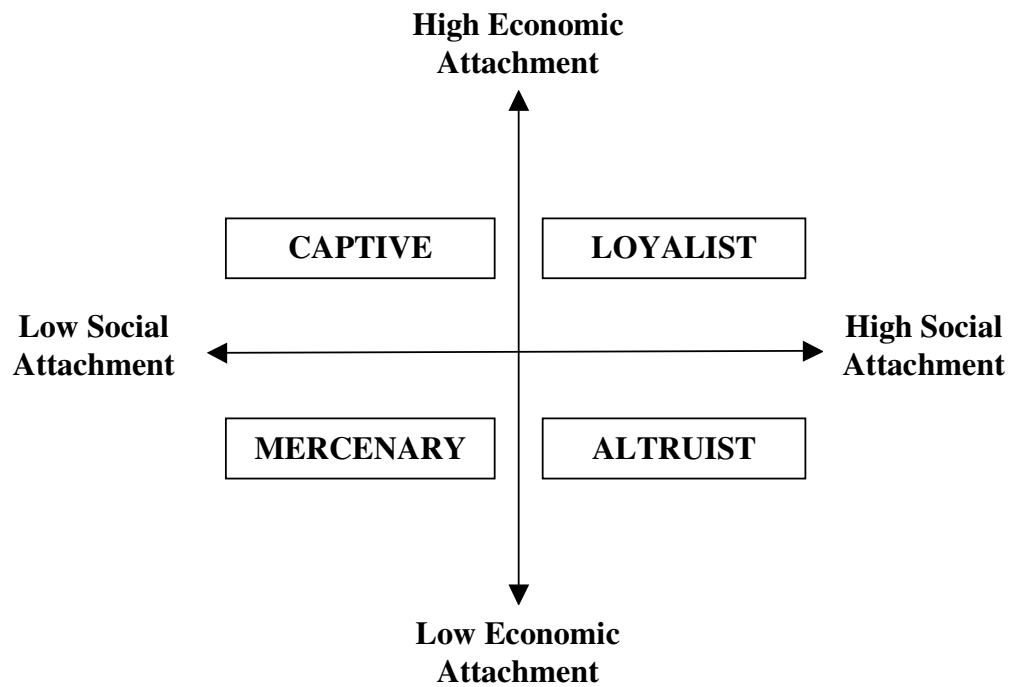 High Economic
Attachment
CAPTIVE
LOYALIST
Low Social
Attachment
High Social
Attachment
MERCENARY
ALTRUIST
Low Economic
Attachment